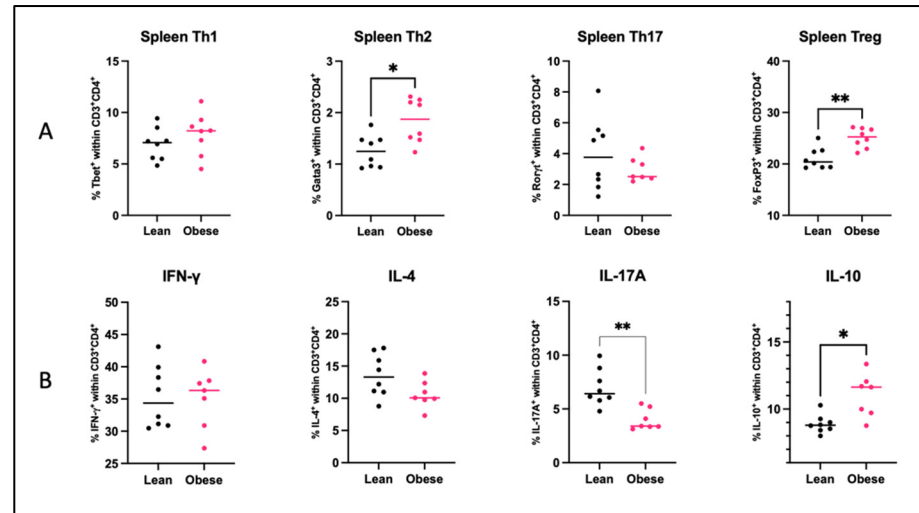 Spleen Th1 Spleen Th2 Spleen Th17 Spleen Treg
A
% Tbet⁺ within CD3⁺CD4⁺
15
10
5
0
Lean Obese
% Gata3⁺ within CD3⁺CD4⁺
3
2
1
0
*
Lean Obese
% Rorγt⁺ within CD3⁺CD4⁺
8
6
4
2
0
Lean Obese
% FoxP3⁺ within CD3⁺CD4⁺
40
30
20
10
**
Lean Obese
IFN-γ IL-4 IL-17A IL-10
B
% IFN-γ⁺ within CD3⁺CD4⁺
50
45
40
35
30
25
Lean Obese
% IL-4⁺ within CD3⁺CD4⁺
25
20
15
10
5
0
Lean Obese
% IL-17A⁺ within CD3⁺CD4⁺
15
10
5
0
**
Lean Obese
% IL-10⁺ within CD3⁺CD4⁺
15
10
*
Lean Obese